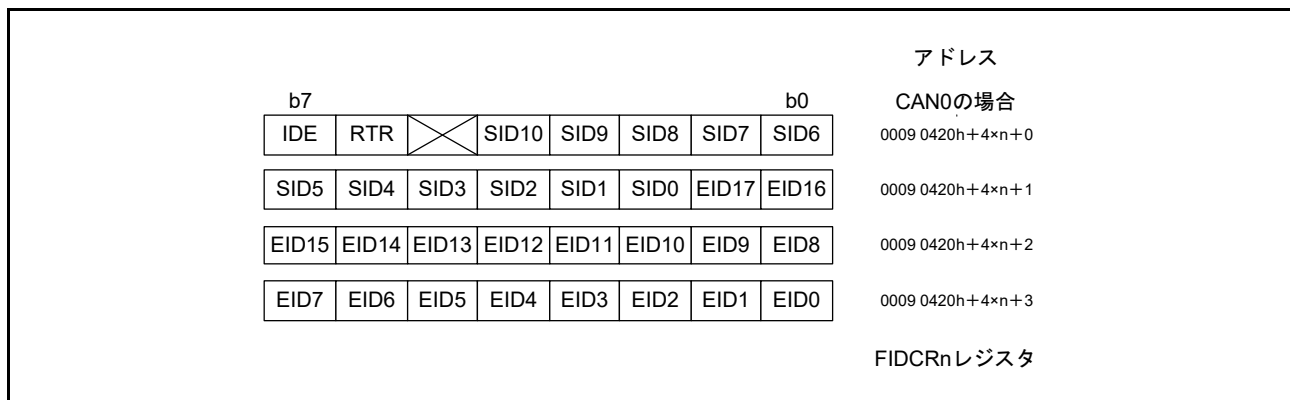 アドレス
b7 b0 CAN0の場合
IDE RTR SID10 SID9 SID8 SID7 SID6 0009 0420h+4×n+0
SID5 SID4 SID3 SID2 SID1 SID0 EID17 EID16 0009 0420h+4×n+1
EID15 EID14 EID13 EID12 EID11 EID10 EID9 EID8 0009 0420h+4×n+2
EID7 EID6 EID5 EID4 EID3 EID2 EID1 EID0 0009 0420h+4×n+3
FIDCRnレジスタ